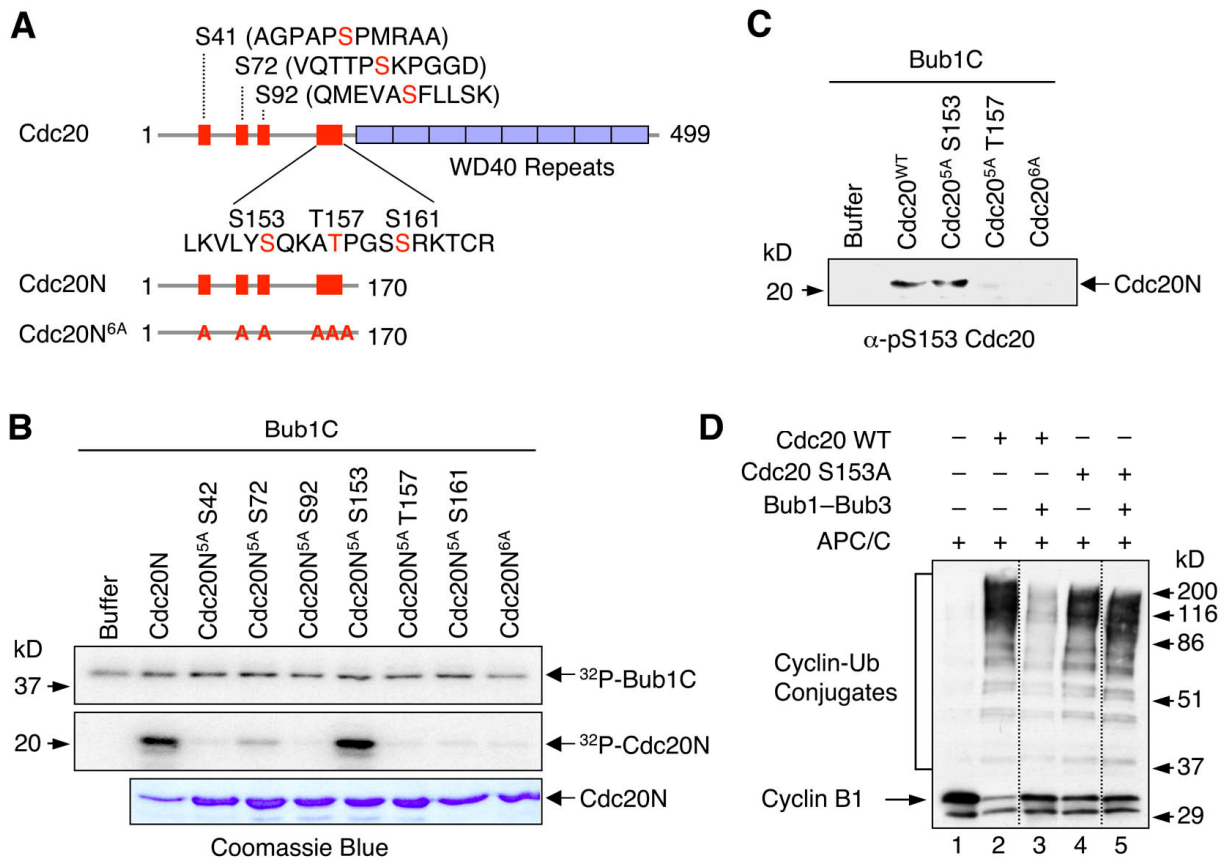 A
S41 (AGPAPSPMRAA)
S72 (VQTTPSKPGGD)
S92 (QMEVASFLLSK)
Cdc20 1 499
WD40 Repeats
S153 T157 S161
LKVLYSQKATPGSSRKTCR
Cdc20N 1 170
Cdc20N6A 1 A A A AAA 170
B
Bub1C
Buffer
Cdc20N
Cdc20N5A S42
Cdc20N5A S72
Cdc20N5A S92
Cdc20N5A S153
Cdc20N5A T157
Cdc20N5A S161
Cdc20N6A
kD
37
32P-Bub1C
20
32P-Cdc20N
Cdc20N
Coomassie Blue
C
Bub1C
Buffer
Cdc20WT
Cdc205A S153
Cdc205A T157
Cdc206A
kD
20
Cdc20N
α-pS153 Cdc20
D
Cdc20 WT – + + – –
Cdc20 S153A – – – + +
Bub1–Bub3 – – + – +
APC/C + + + + +
kD
200
116
86
51
37
29
Cyclin-Ub
Conjugates
Cyclin B1
1 2 3 4 5